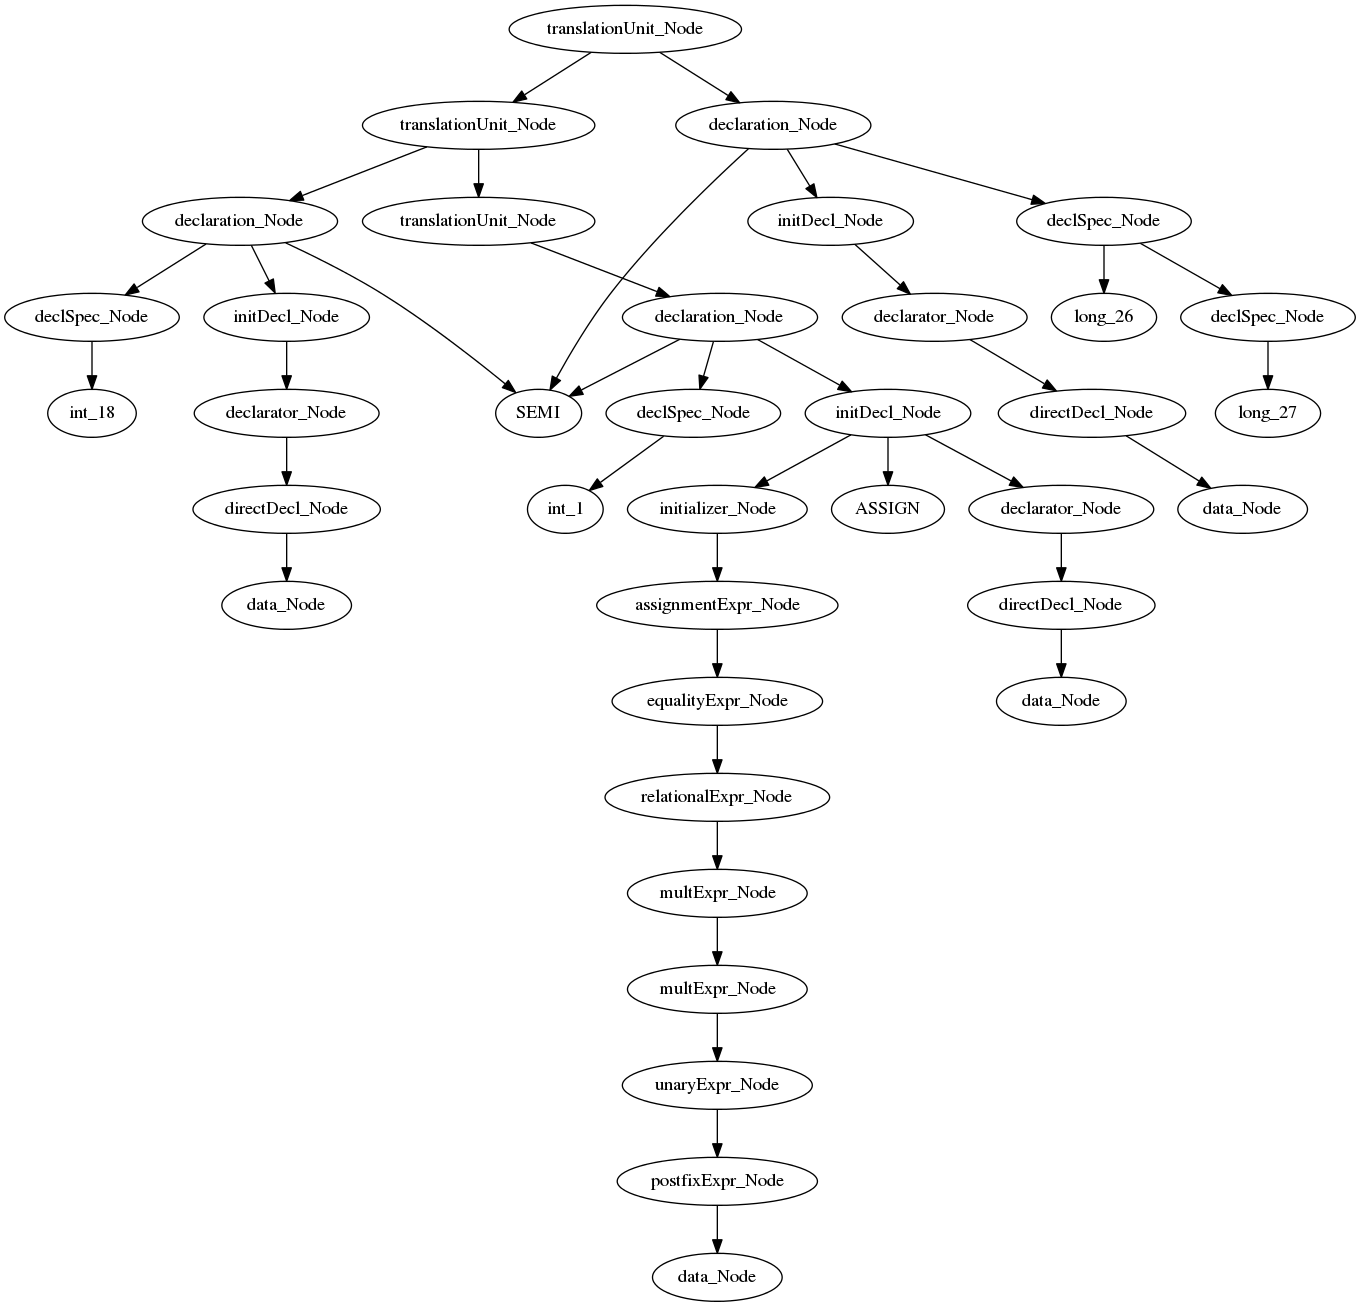 translationUnit_Node
translationUnit_Node
declaration_Node
declaration_Node
translationUnit_Node
initDecl_Node
declSpec_Node
declSpec_Node
initDecl_Node
declaration_Node
declarator_Node
long_26
declSpec_Node
int_18
declarator_Node
SEMI
declSpec_Node
initDecl_Node
directDecl_Node
long_27
directDecl_Node
int_1
initializer_Node
ASSIGN
declarator_Node
data_Node
data_Node
assignmentExpr_Node
directDecl_Node
equalityExpr_Node
data_Node
relationalExpr_Node
multExpr_Node
multExpr_Node
unaryExpr_Node
postfixExpr_Node
data_Node